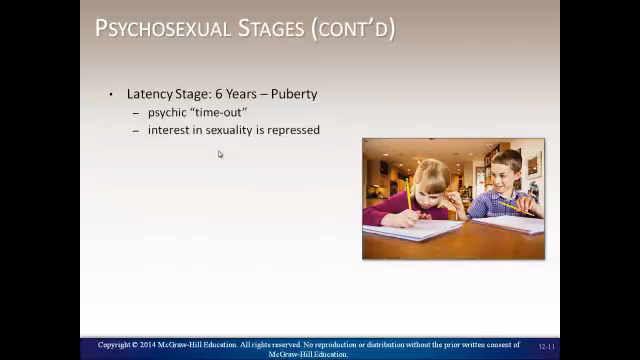 PSYCHOSEXUAL STAGES (CONT'D)
• Latency Stage: 6 Years – Puberty
– psychic “time-out”
– interest in sexuality is repressed
Copyright © 2014 McGraw-Hill Education. All rights reserved. No reproduction or distribution without the prior written consent of
McGraw-Hill Education.
12-11